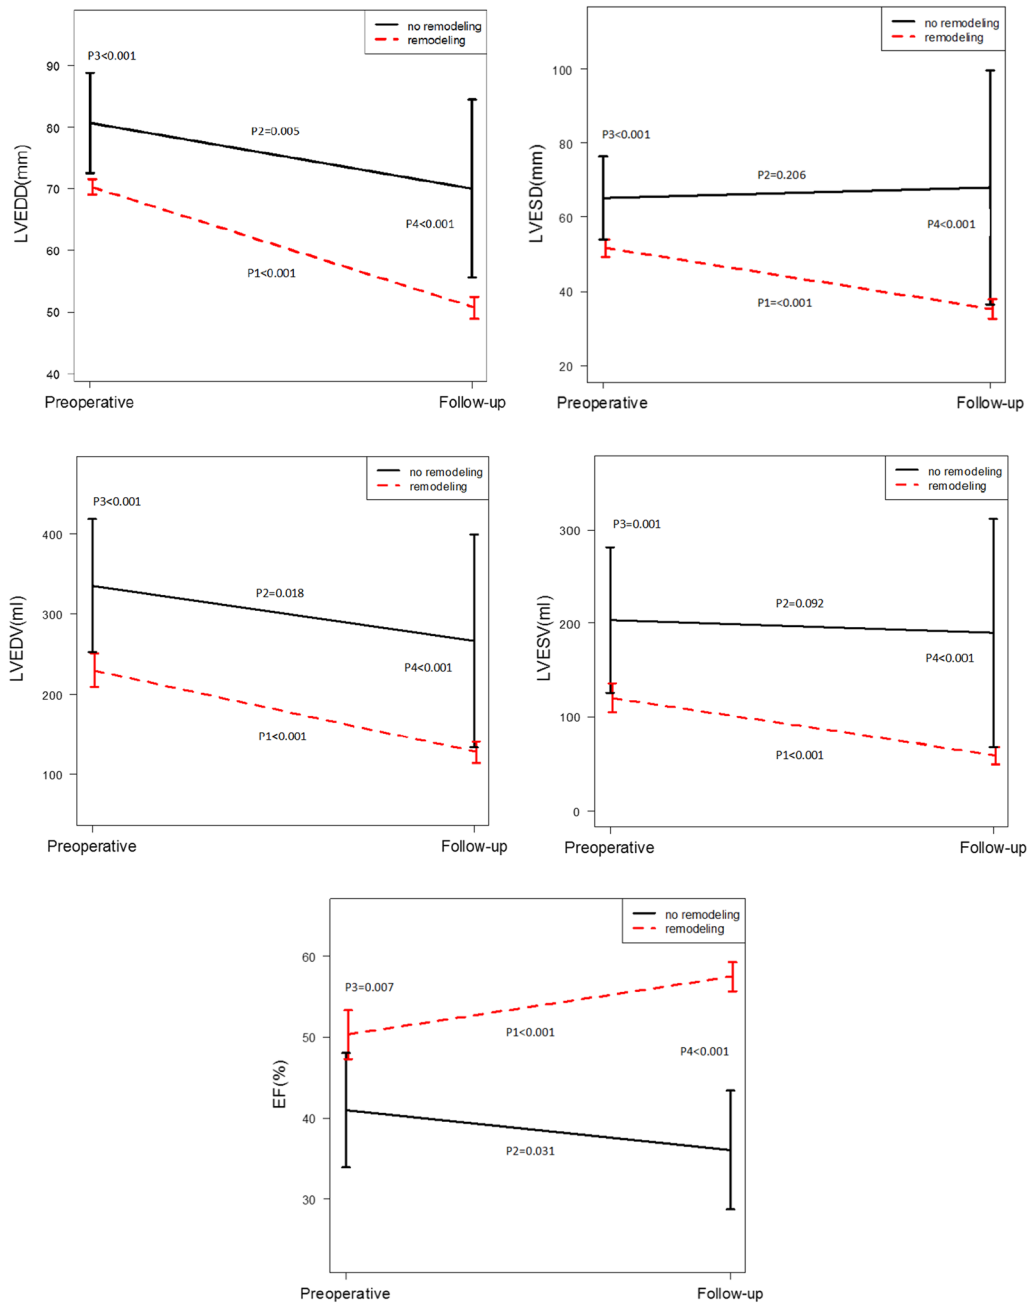 no remodeling
remodeling
P3<0.001
90
80
70
60
50
40
LVEDD(mm)
P2=0.005
P4<0.001
P1<0.001
Preoperative
Follow-up
no remodeling
remodeling
100
80
60
40
20
LVESD(mm)
P3<0.001
P2=0.206
P4<0.001
P1=<0.001
Preoperative
Follow-up
no remodeling
remodeling
P3<0.001
400
300
200
100
LVEDV(ml)
P2=0.018
P4<0.001
P1<0.001
Preoperative
Follow-up
no remodeling
remodeling
P3=0.001
300
200
100
0
LVESV(ml)
P2=0.092
P4<0.001
P1<0.001
Preoperative
Follow-up
no remodeling
remodeling
60
50
40
30
EF(%)
P3=0.007
P1<0.001
P4<0.001
P2=0.031
Preoperative
Follow-up